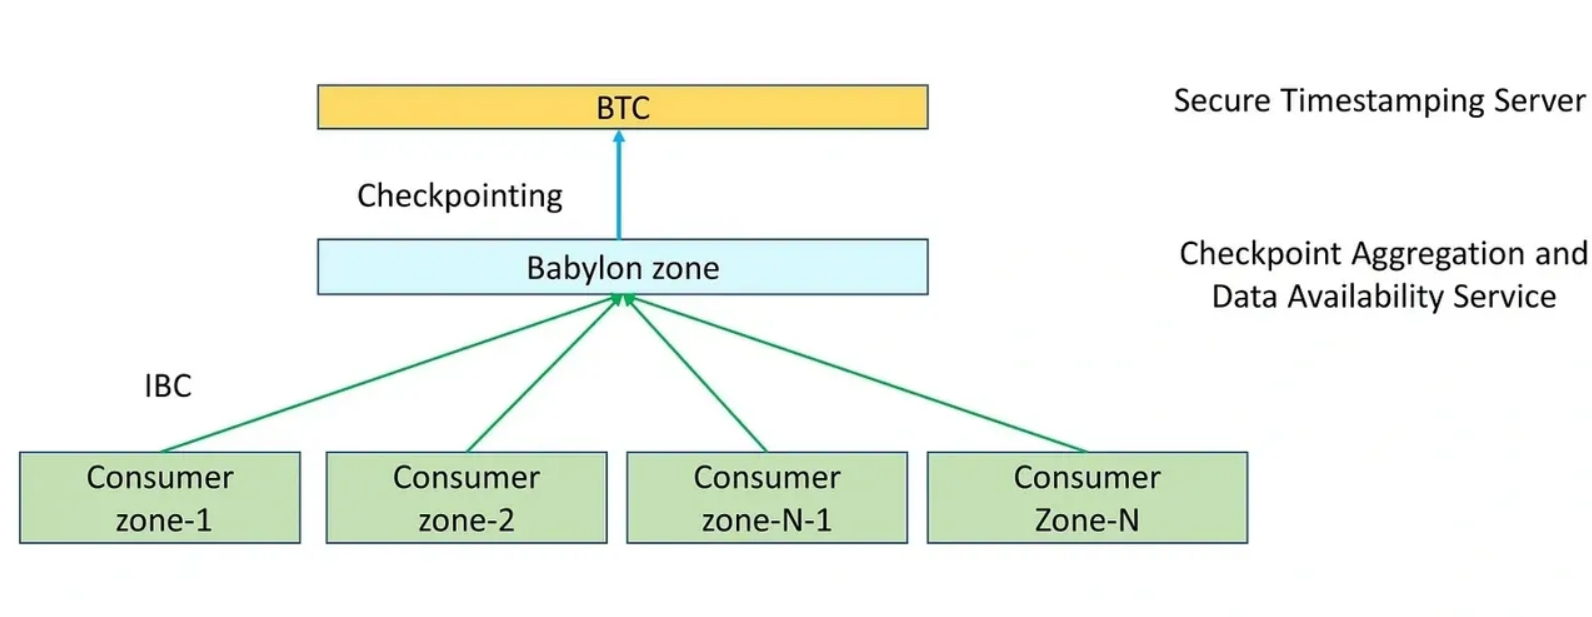 BTC
Secure Timestamping Server
Checkpointing
Babylon zone
Checkpoint Aggregation and
Data Availability Service
IBC
Consumer
zone-1
Consumer
zone-2
Consumer
zone-N-1
Consumer
Zone-N